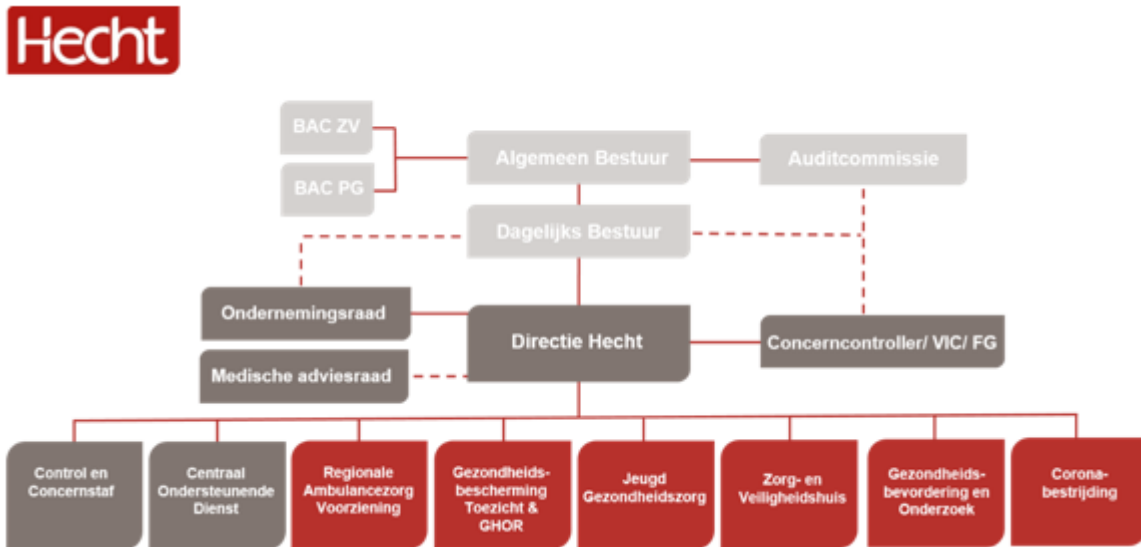 Hecht
BAC ZV
Algemeen Bestuur
Auditcommissie
BAC PG
Dagelijks Bestuur
Ondernemingsraad
Directie Hecht
Concerncontroller/ VIC/ FG
Medische adviesraad
Control en
Concernstaf
Centraal
Ondersteunende
Dienst
Regionale
Ambulancezorg
Voorziening
Gezondheids-
bescherming
Toezicht &
GHOR
Jeugd
Gezondheidszorg
Zorg- en
Veiligheidshuis
Gezondheids-
bevordering en
Onderzoek
Corona-
bestrijding